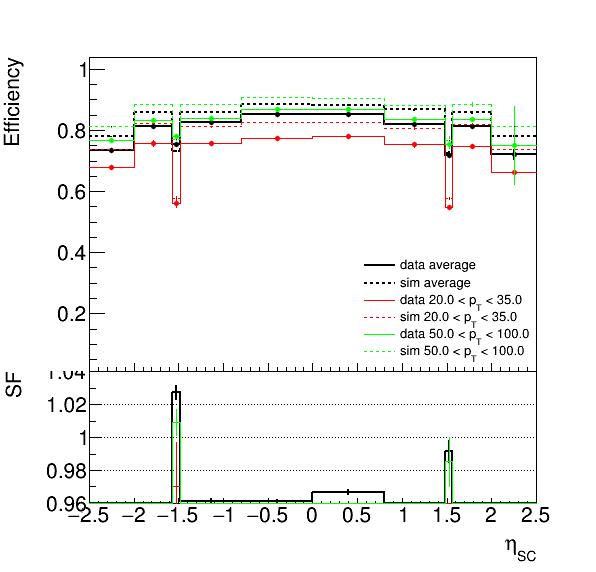 Efficiency
1
0.8
0.6
0.4
0.2
data average
sim average
data 20.0 < p_T < 35.0
sim 20.0 < p_T < 35.0
data 50.0 < p_T < 100.0
sim 50.0 < p_T < 100.0
SF
1.04
1.02
1
0.98
0.96
−2.5 −2 −1.5 −1 −0.5 0 0.5 1 1.5 2 2.5
η_SC